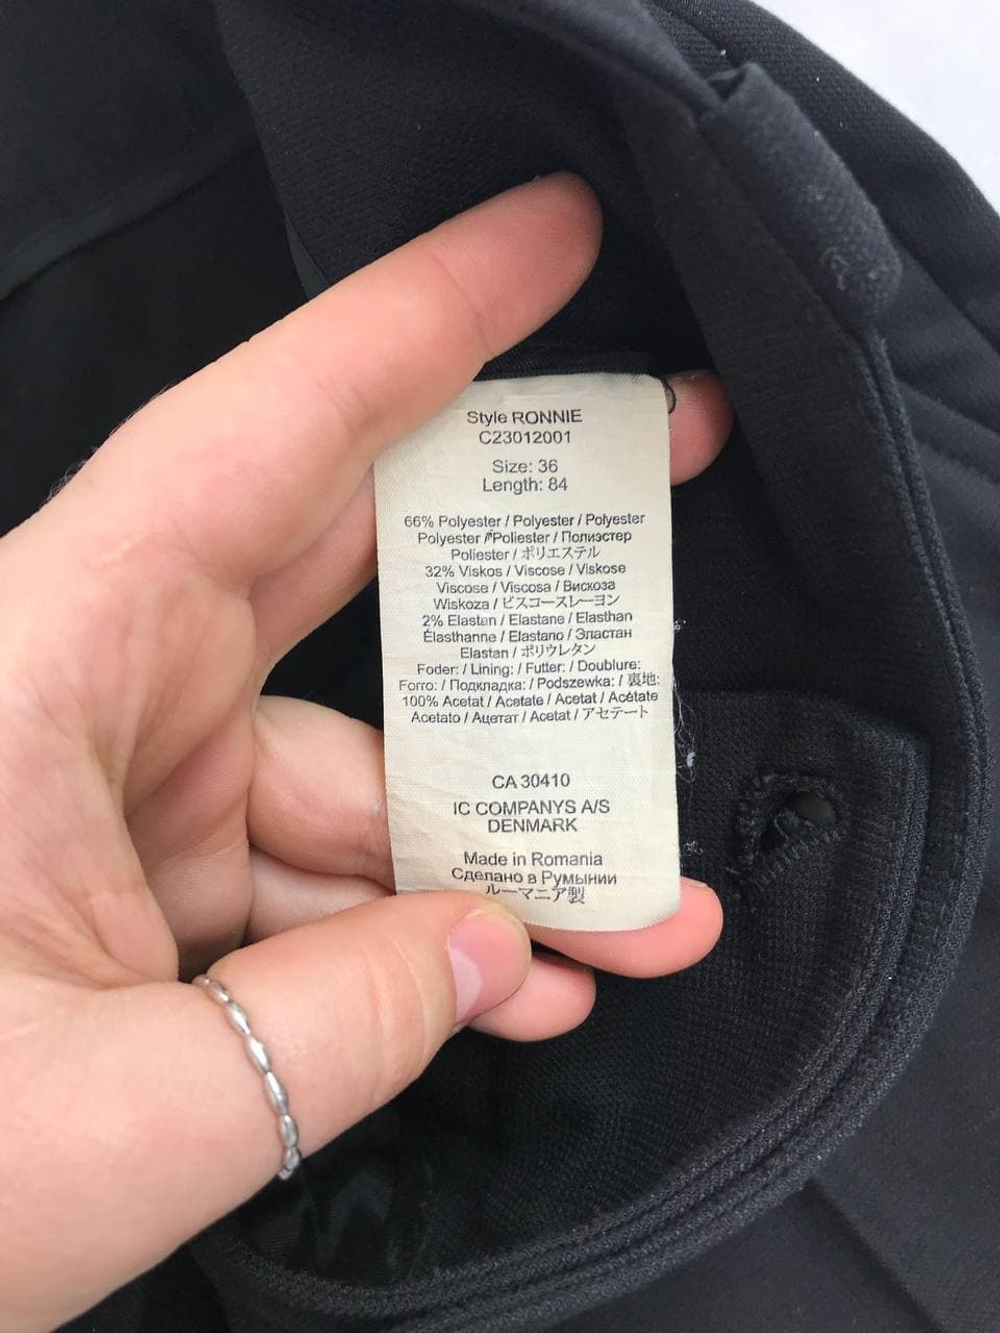 Style RONNIE
C23012001
Size: 36
Length: 84
66% Polyester / Polyester / Polyester
Polyester / Poliester / Полиэстер
Poliester / ポリエステル
32% Viskos / Viscose / Viskose
Viscose / Viscosa / Вискоза
Wiskoza / ビスコースレーヨン
2% Elastan / Elastane / Elasthan
Élasthanne / Elastano / Эластан
Elastan / ポリウレタン
Foder: / Lining: / Futter: / Doublure:
Forro: / Подкладка: / Podszewka: / 裏地:
100% Acetat / Acetate / Acetat / Acétate
Acetato / Ацетат / Acetat / アセテート
CA 30410
IC COMPANYS A/S
DENMARK
Made in Romania
Сделано в Румынии
ルーマニア製